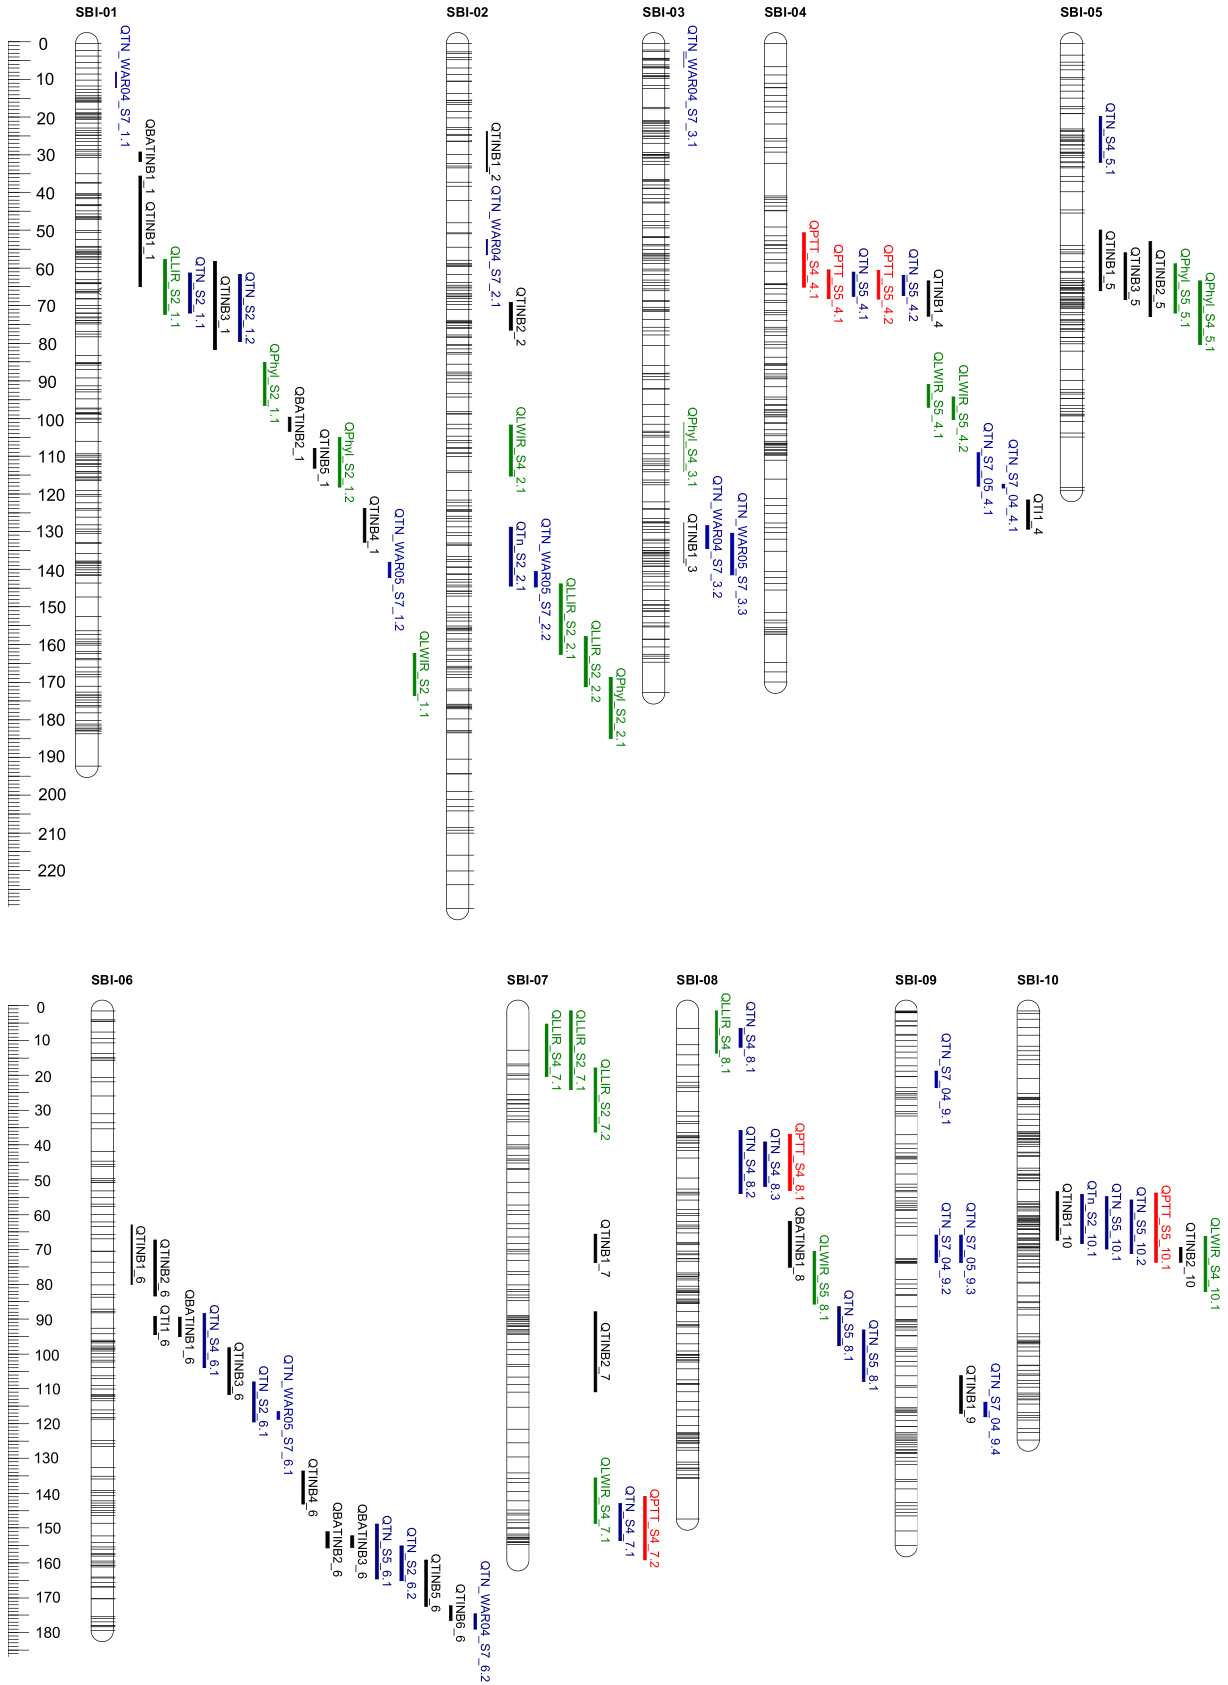 SBI-01
SBI-02
SBI-03
SBI-04
SBI-05
0
10
20
30
40
50
60
70
80
90
100
110
120
130
140
150
160
170
180
190
200
210
220
QTN_WAR04_S7_1.1
QBATINB1_1
QTINB1_1
QLLIR_S2_1.1
QTN_S2_1.1
QTINB3_1
QTN_S2_1.2
QPhyl_S2_1.1
QBATINB2_1
QTINB5_1
QPhyl_S2_1.2
QTINB4_1
QTN_WAR05_S7_1.2
QLWIR_S2_1.1
QTINB1_2
QTN_WAR04_S7_2.1
QTINB2_2
QLWIR_S4_2.1
QTn_S2_2.1
QTN_WAR05_S7_2.2
QLLIR_S2_2.1
QLLIR_S2_2.2
QPhyl_S2_2.1
QTN_WAR04_S7_3.1
QPhyl_S4_3.1
QTINB1_3
QTN_WAR04_S7_3.2
QTN_WAR05_S7_3.3
QPTT_S4_4.1
QPTT_S5_4.1
QTN_S5_4.1
QPTT_S5_4.2
QTN_S5_4.2
QTINB1_4
QLWIR_S5_4.1
QLWIR_S5_4.2
QTN_S7_05_4.1
QTN_S7_04_4.1
QTI1_4
QTN_S4_5.1
QTINB1_5
QTINB3_5
QTINB2_5
QPhyl_S5_5.1
QPhyl_S4_5.1
SBI-06
SBI-07
SBI-08
SBI-09
SBI-10
0
10
20
30
40
50
60
70
80
90
100
110
120
130
140
150
160
170
180
QTINB1_6
QTINB2_6
QTI1_6
QBATINB1_6
QTN_S4_6.1
QTINB3_6
QTN_S2_6.1
QTN_WAR05_S7_6.1
QTINB4_6
QBATINB2_6
QBATINB3_6
QTN_S5_6.1
QTN_S2_6.2
QTINB5_6
QTINB6_6
QTN_WAR04_S7_6.2
QLLIR_S4_7.1
QLLIR_S2_7.1
QLLIR_S2_7.2
QTINB1_7
QTINB2_7
QLWIR_S4_7.1
QTN_S4_7.1
QPTT_S4_7.2
QLLIR_S4_8.1
QTN_S4_8.1
QTN_S4_8.2
QTN_S4_8.3
QPTT_S4_8.1
QBATINB1_8
QLWIR_S5_8.1
QTN_S5_8.1
QTN_S5_8.1
QTN_S7_04_9.1
QTN_S7_04_9.2
QTN_S7_05_9.3
QTINB1_9
QTN_S7_04_9.4
QTINB1_10
QTn_S2_10.1
QTN_S5_10.1
QTN_S5_10.2
QPTT_S5_10.1
QTINB2_10
QLWIR_S4_10.1